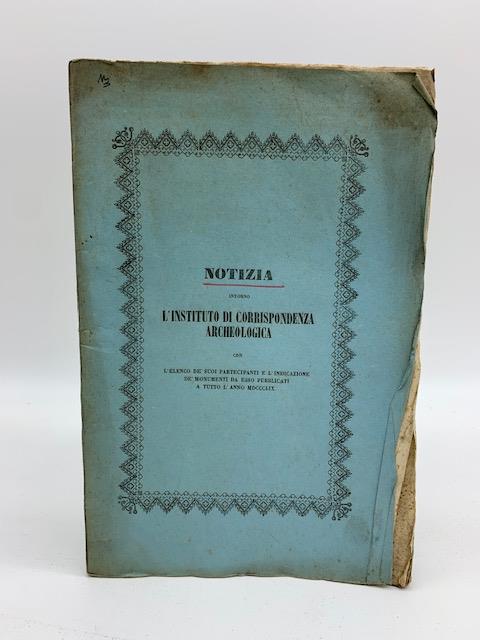 NOTIZIA
INTORNO
L'INSTITUTO DI CORRISPONDENZA
ARCHEOLOGICA
CON
L'ELENCO DE' SUOI PARTECIPANTI E L'INDICAZIONE
DE' MONUMENTI DA ESSO PUBBLICATI
A TUTTO L'ANNO MDCCCLIX.